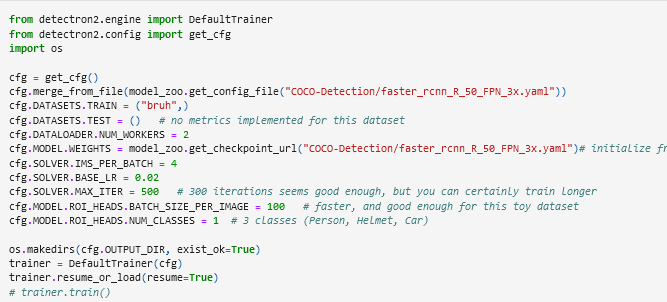 from detectron2.engine import DefaultTrainer
from detectron2.config import get_cfg
import os
cfg = get_cfg()
cfg.merge_from_file(model_zoo.get_config_file("COCO-Detection/faster_rcnn_R_50_FPN_3x.yaml"))
cfg.DATASETS.TRAIN = ("bruh",)
cfg.DATASETS.TEST = ()   # no metrics implemented for this dataset
cfg.DATALOADER.NUM_WORKERS = 2
cfg.MODEL.WEIGHTS = model_zoo.get_checkpoint_url("COCO-Detection/faster_rcnn_R_50_FPN_3x.yaml")# initialize fr
cfg.SOLVER.IMS_PER_BATCH = 4
cfg.SOLVER.BASE_LR = 0.02
cfg.SOLVER.MAX_ITER = 500   # 300 iterations seems good enough, but you can certainly train longer
cfg.MODEL.ROI_HEADS.BATCH_SIZE_PER_IMAGE = 100   # faster, and good enough for this toy dataset
cfg.MODEL.ROI_HEADS.NUM_CLASSES = 1  # 3 classes (Person, Helmet, Car)
os.makedirs(cfg.OUTPUT_DIR, exist_ok=True)
trainer = DefaultTrainer(cfg)
trainer.resume_or_load(resume=True)
# trainer.train()